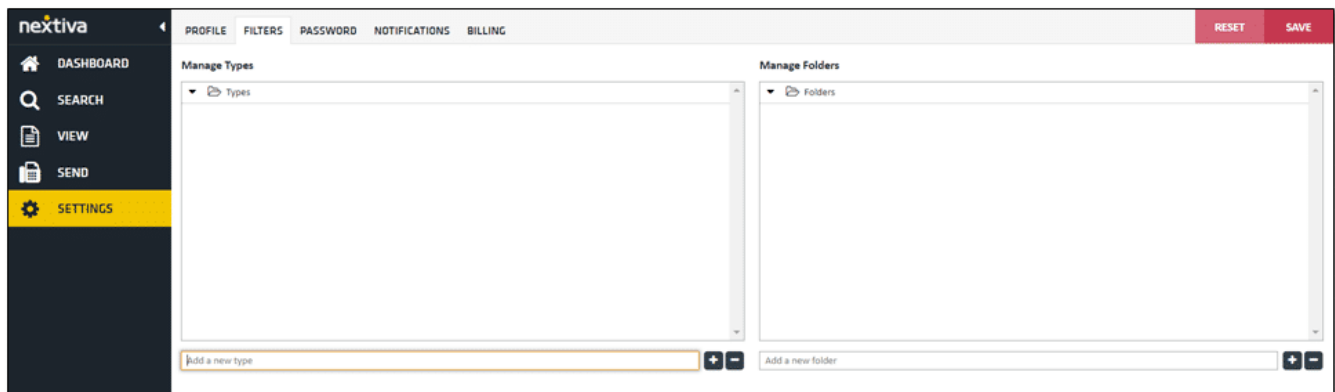 nextiva
PROFILE FILTERS PASSWORD NOTIFICATIONS BILLING RESET SAVE
DASHBOARD
SEARCH
VIEW
SEND
SETTINGS
Manage Types
Types
Add a new type
Manage Folders
Folders
Add a new folder